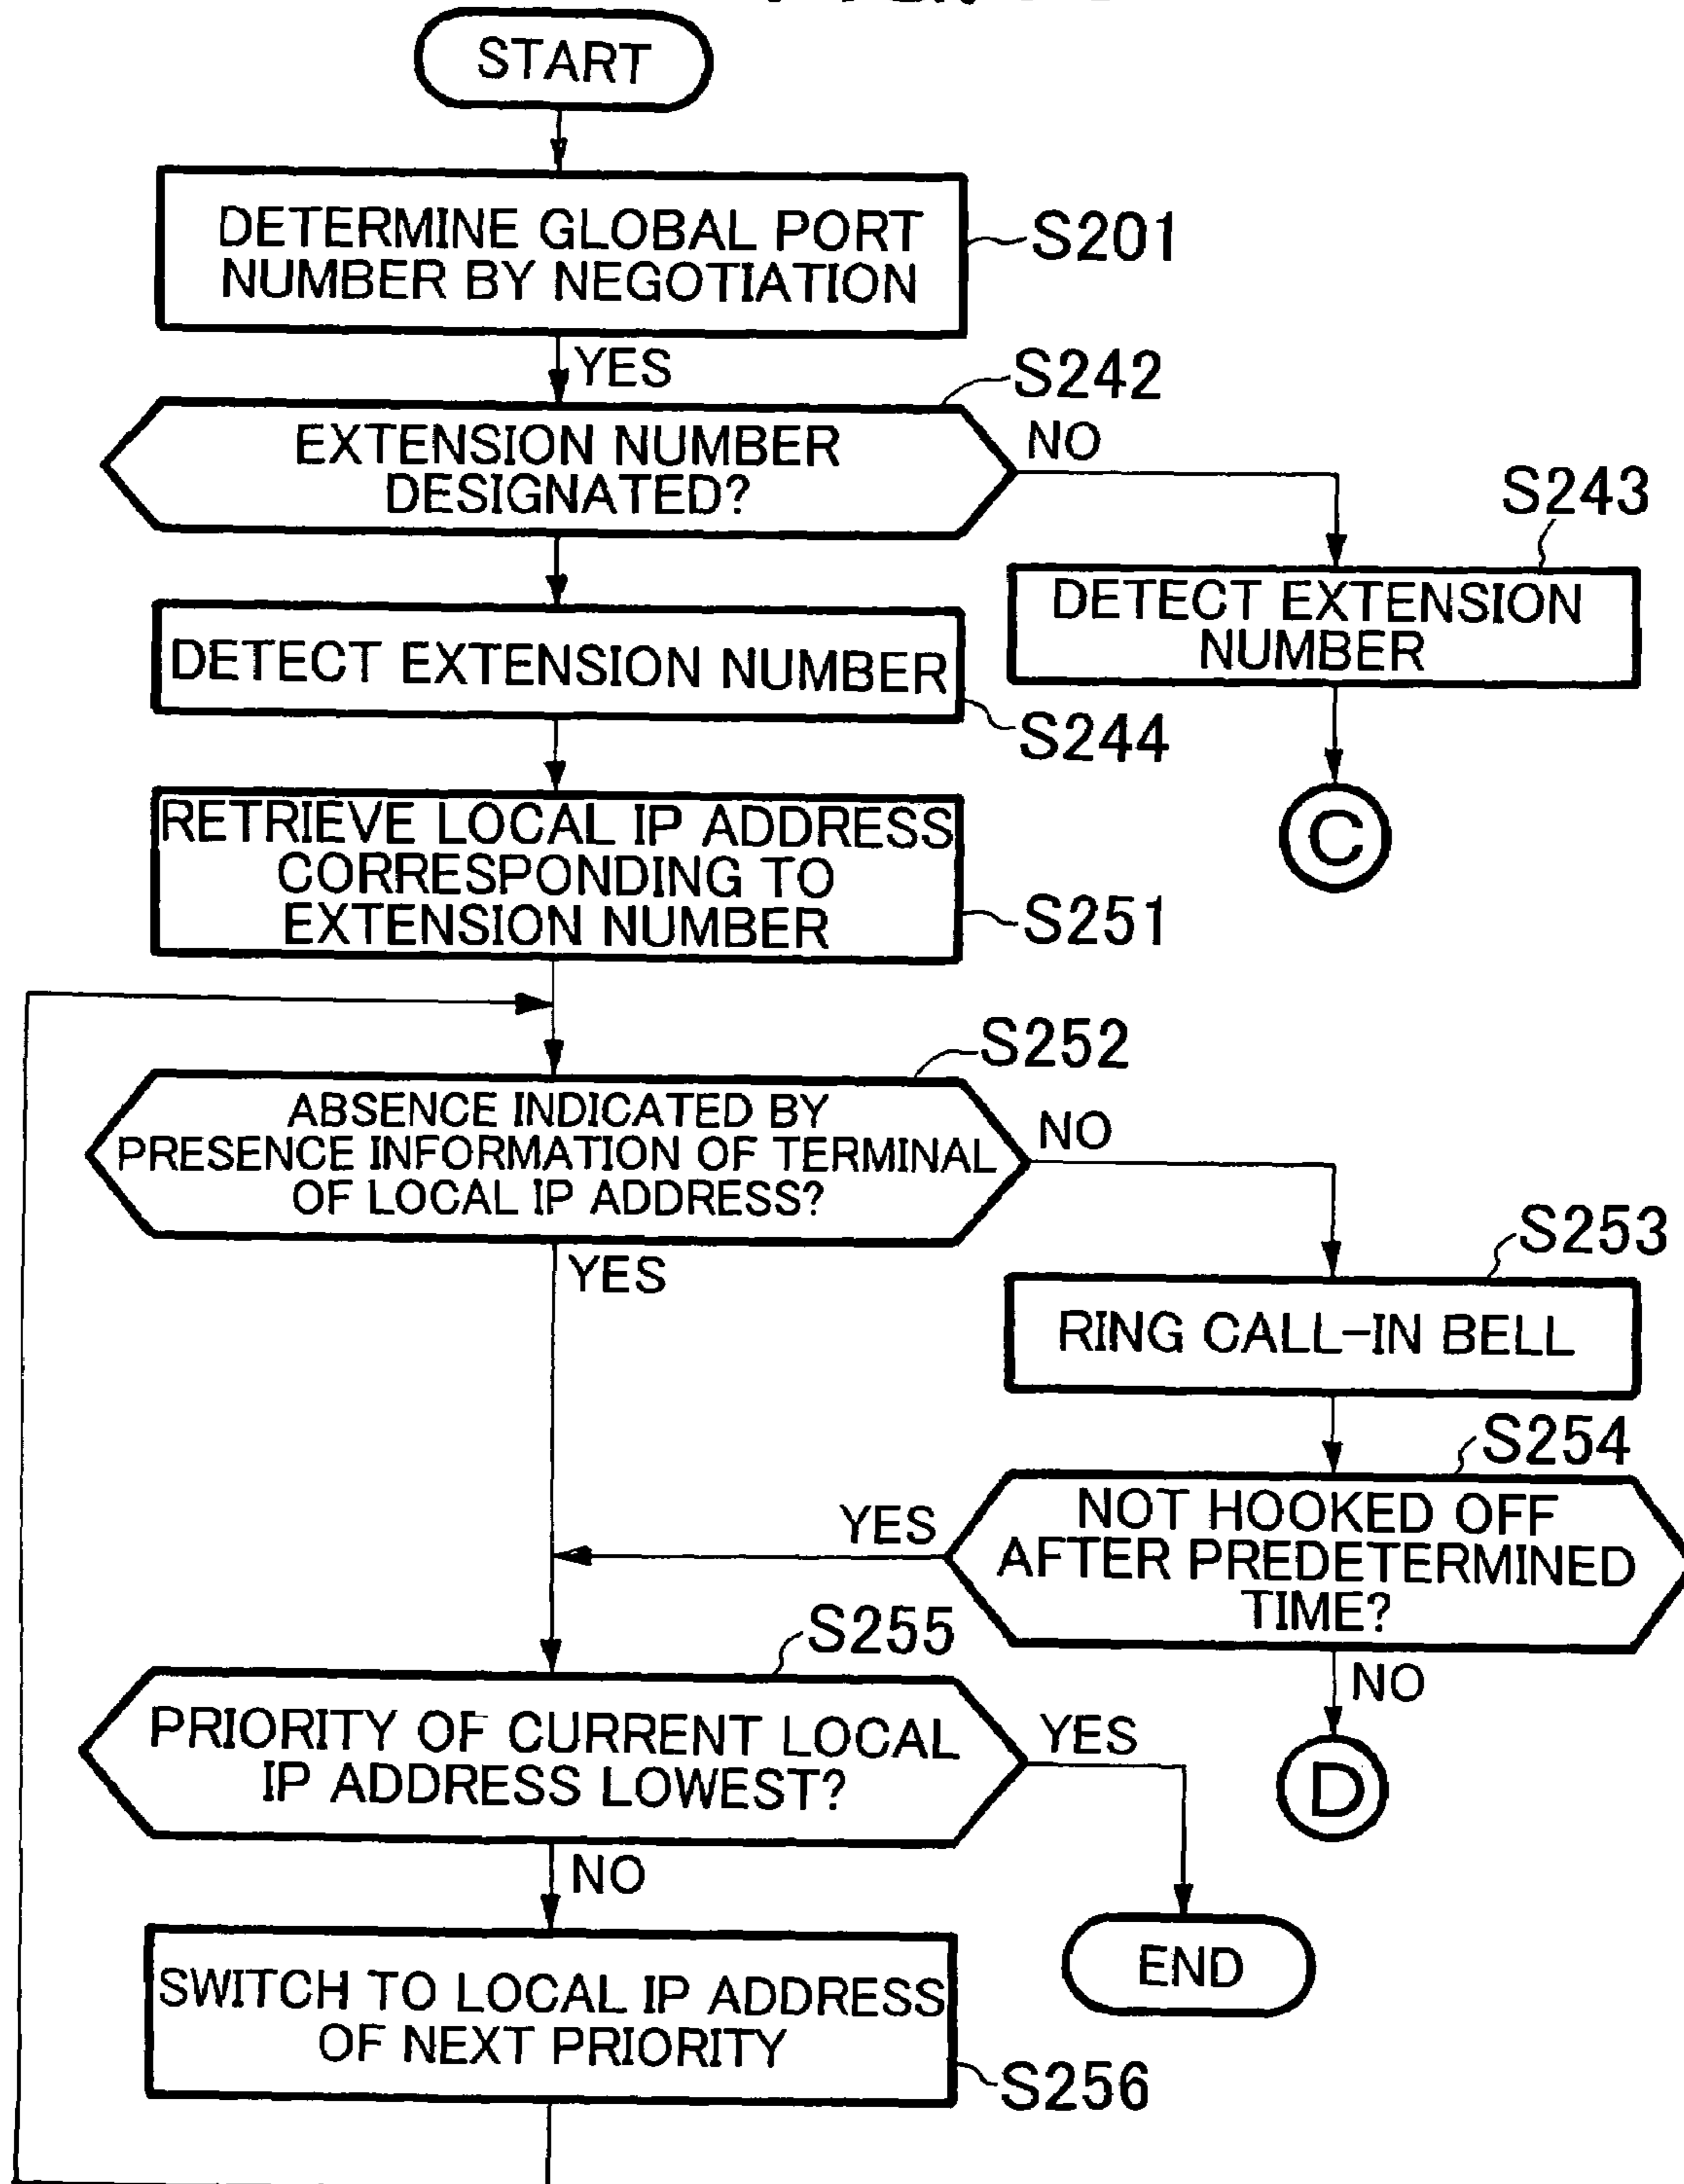 START
DETERMINE GLOBAL PORT
NUMBER BY NEGOTIATION
S201
YES
S242
EXTENSION NUMBER
DESIGNATED?
NO
S243
DETECT EXTENSION
NUMBER
DETECT EXTENSION NUMBER
S244
C
RETRIEVE LOCAL IP ADDRESS
CORRESPONDING TO
EXTENSION NUMBER
S251
S252
ABSENCE INDICATED BY
PRESENCE INFORMATION OF TERMINAL
OF LOCAL IP ADDRESS?
NO
YES
S253
RING CALL-IN BELL
S254
NOT HOOKED OFF
AFTER PREDETERMINED
TIME?
YES
NO
D
S255
PRIORITY OF CURRENT LOCAL
IP ADDRESS LOWEST?
YES
NO
END
SWITCH TO LOCAL IP ADDRESS
OF NEXT PRIORITY
S256